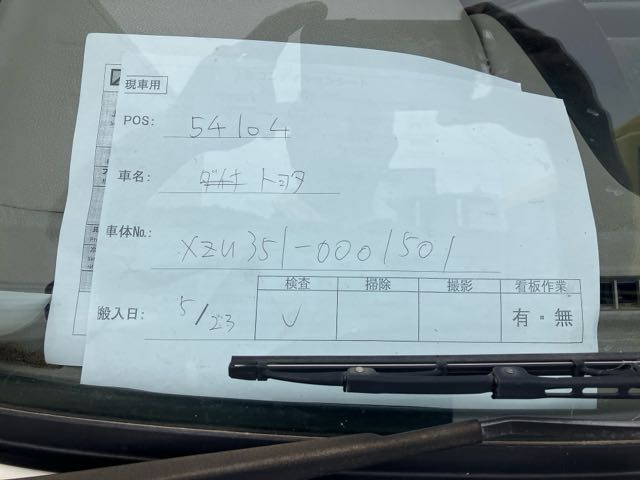 現車用
POS: 54104
車名: トヨタ
車体No.: XZU351-0001501
検査 掃除 撮影 看板作業
搬入日: 5/23 ✓ 有・無